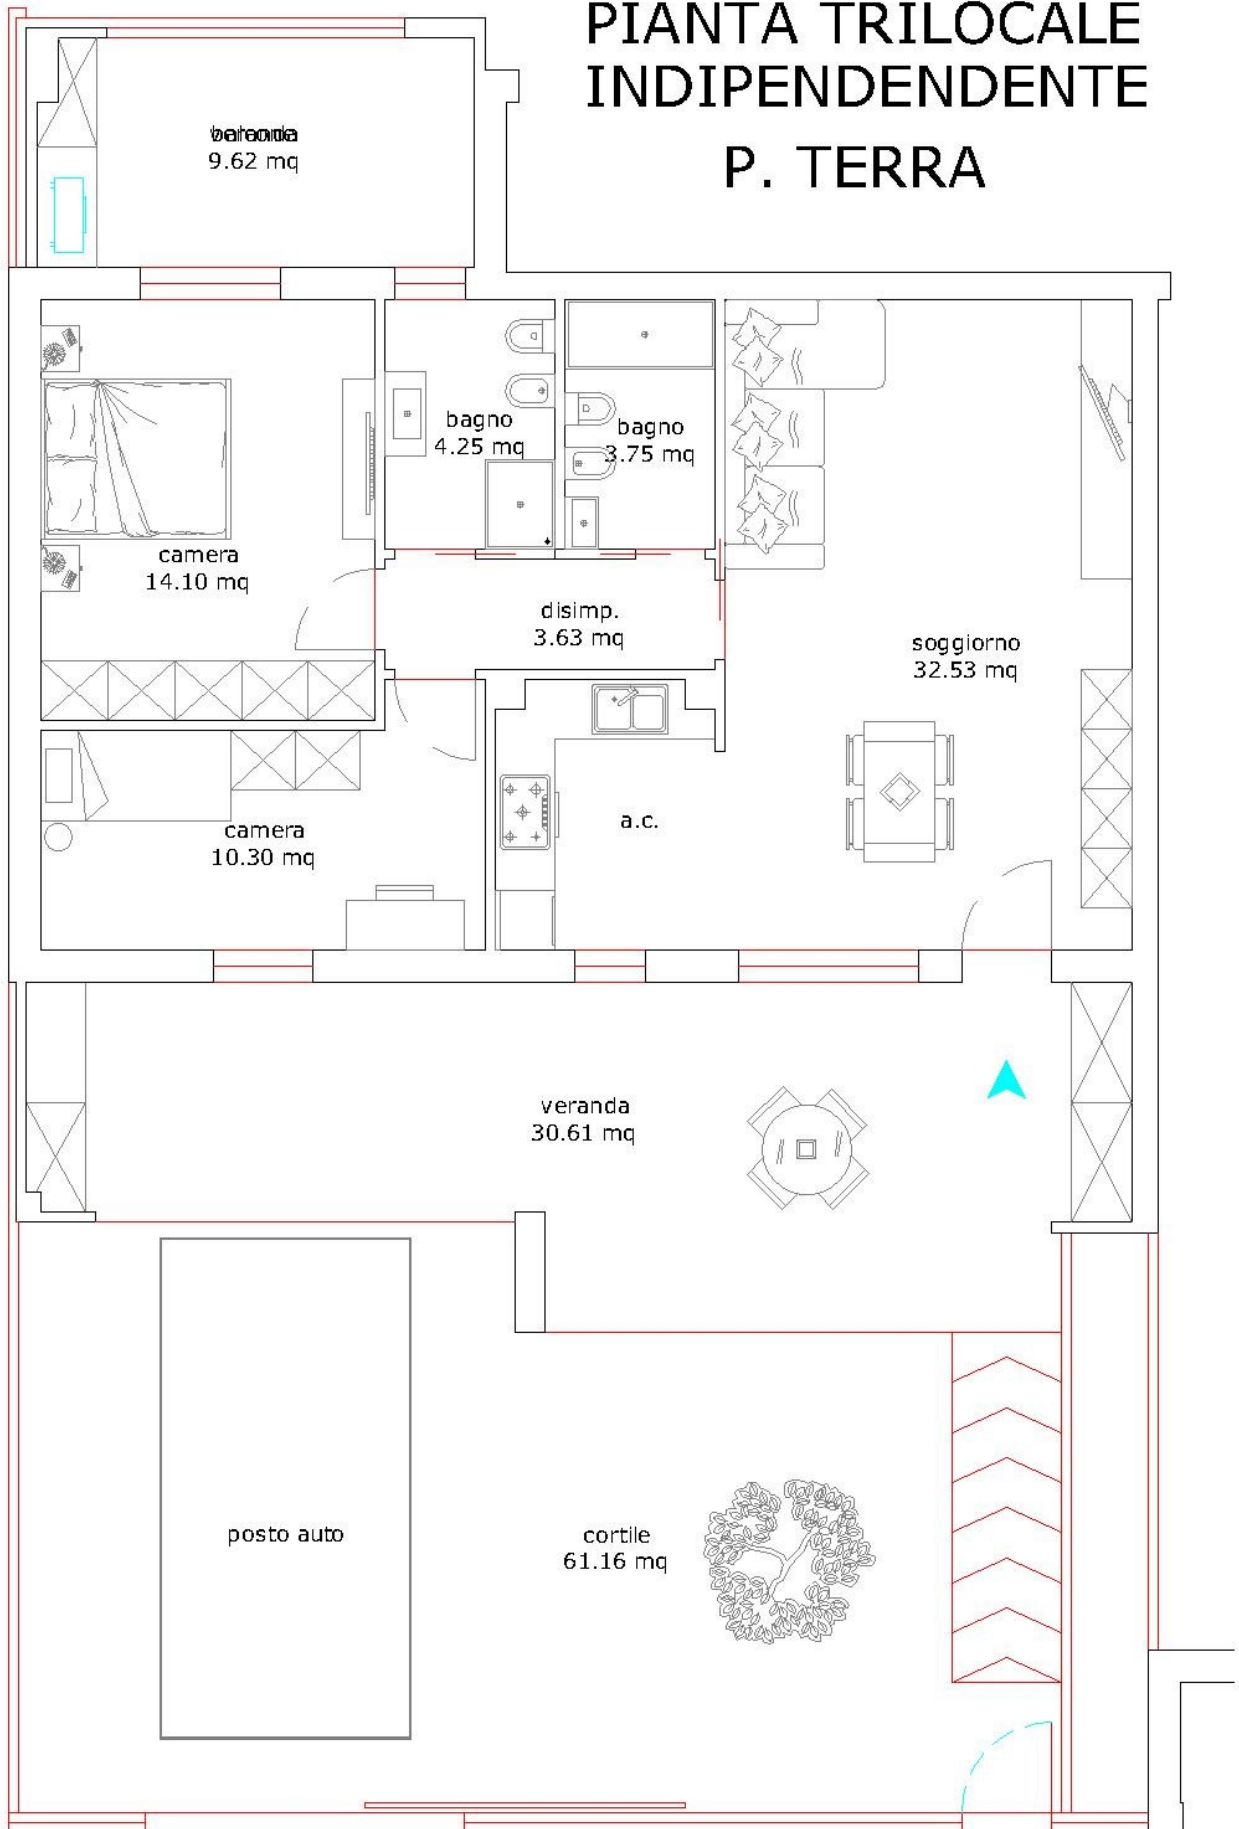 PIANTA TRILOCALE
INDIPENDENTE
P. TERRA
9.62 mq
bagno
4.25 mq
bagno
3.75 mq
camera
14.10 mq
disimp.
3.63 mq
soggiorno
32.53 mq
camera
10.30 mq
a.c.
veranda
30.61 mq
posto auto
cortile
61.16 mq